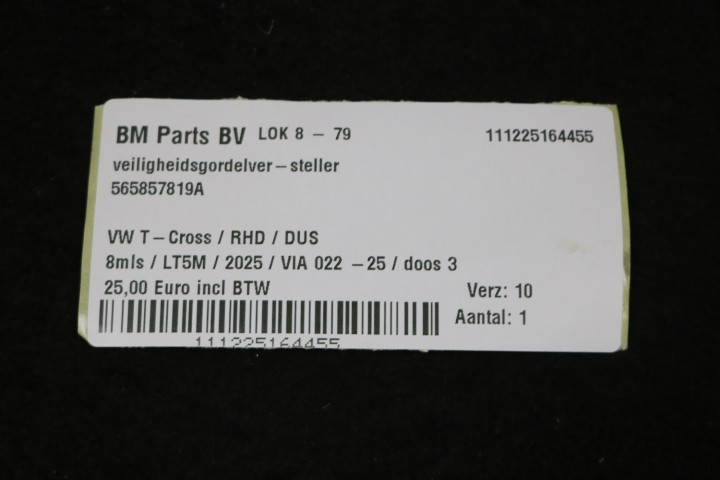 BM Parts BV LOK 8 - 79 111225164455
veiligheidsgordelver-steller
565857819A
VW T-Cross / RHD / DUS
8mls / LT5M / 2025 / VIA 022 -25 / doos 3
25,00 Euro incl BTW Verz: 10
Aantal: 1
111225164455